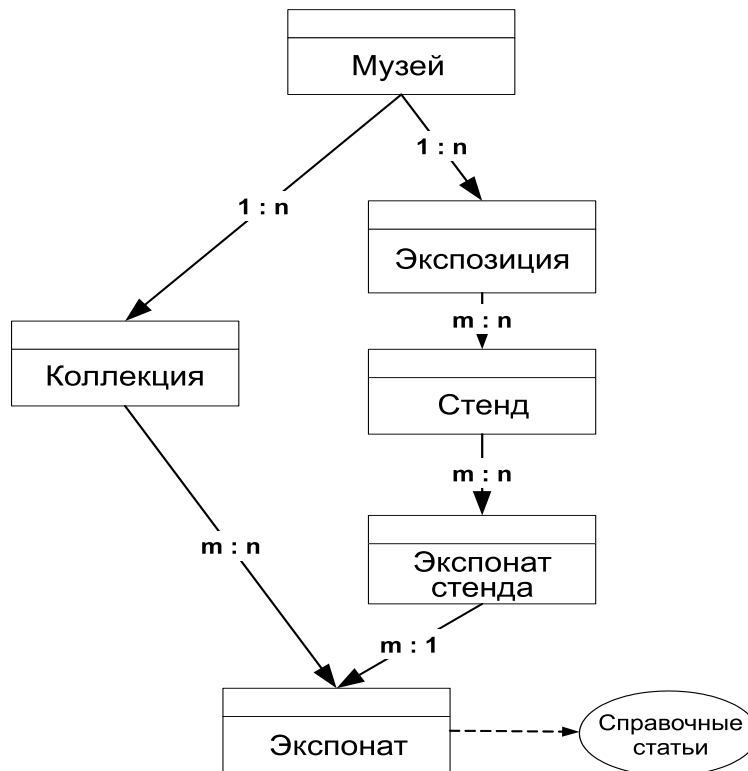 Музей
1 : n
1 : n
Экспозиция
m : n
Коллекция
Стенд
m : n
m : n
Экспонат
стенда
m : 1
Экспонат
Справочные
статьи